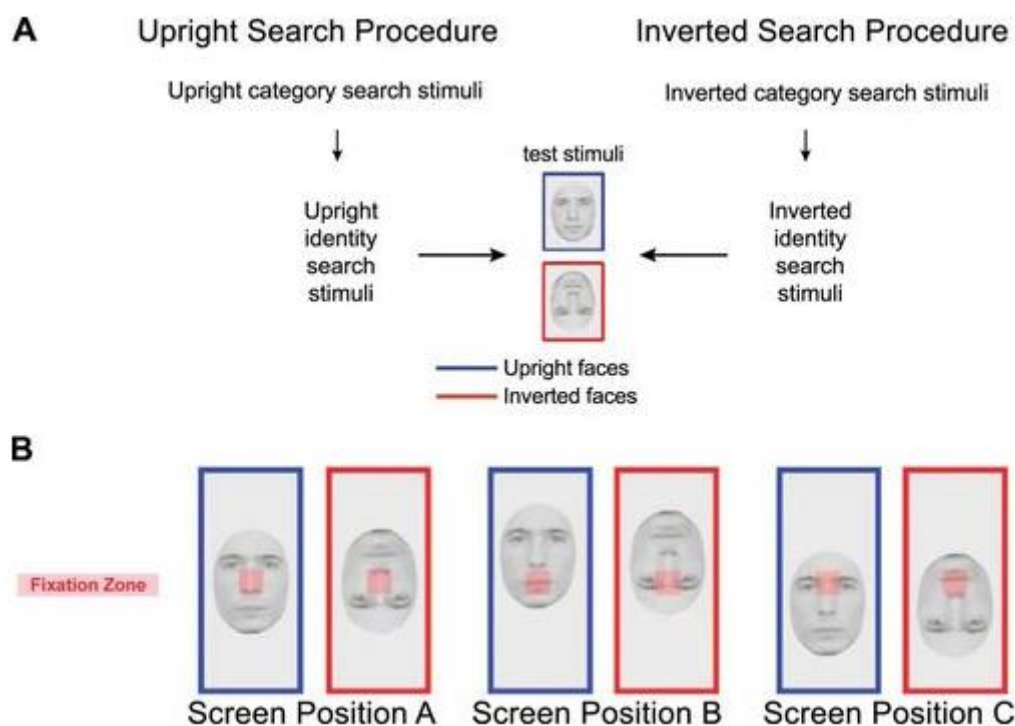 A
Upright Search Procedure
Inverted Search Procedure
Upright category search stimuli
Inverted category search stimuli
test stimuli
Upright
identity
search
stimuli
Inverted
identity
search
stimuli
Upright faces
Inverted faces
B
Fixation Zone
Screen Position A
Screen Position B
Screen Position C